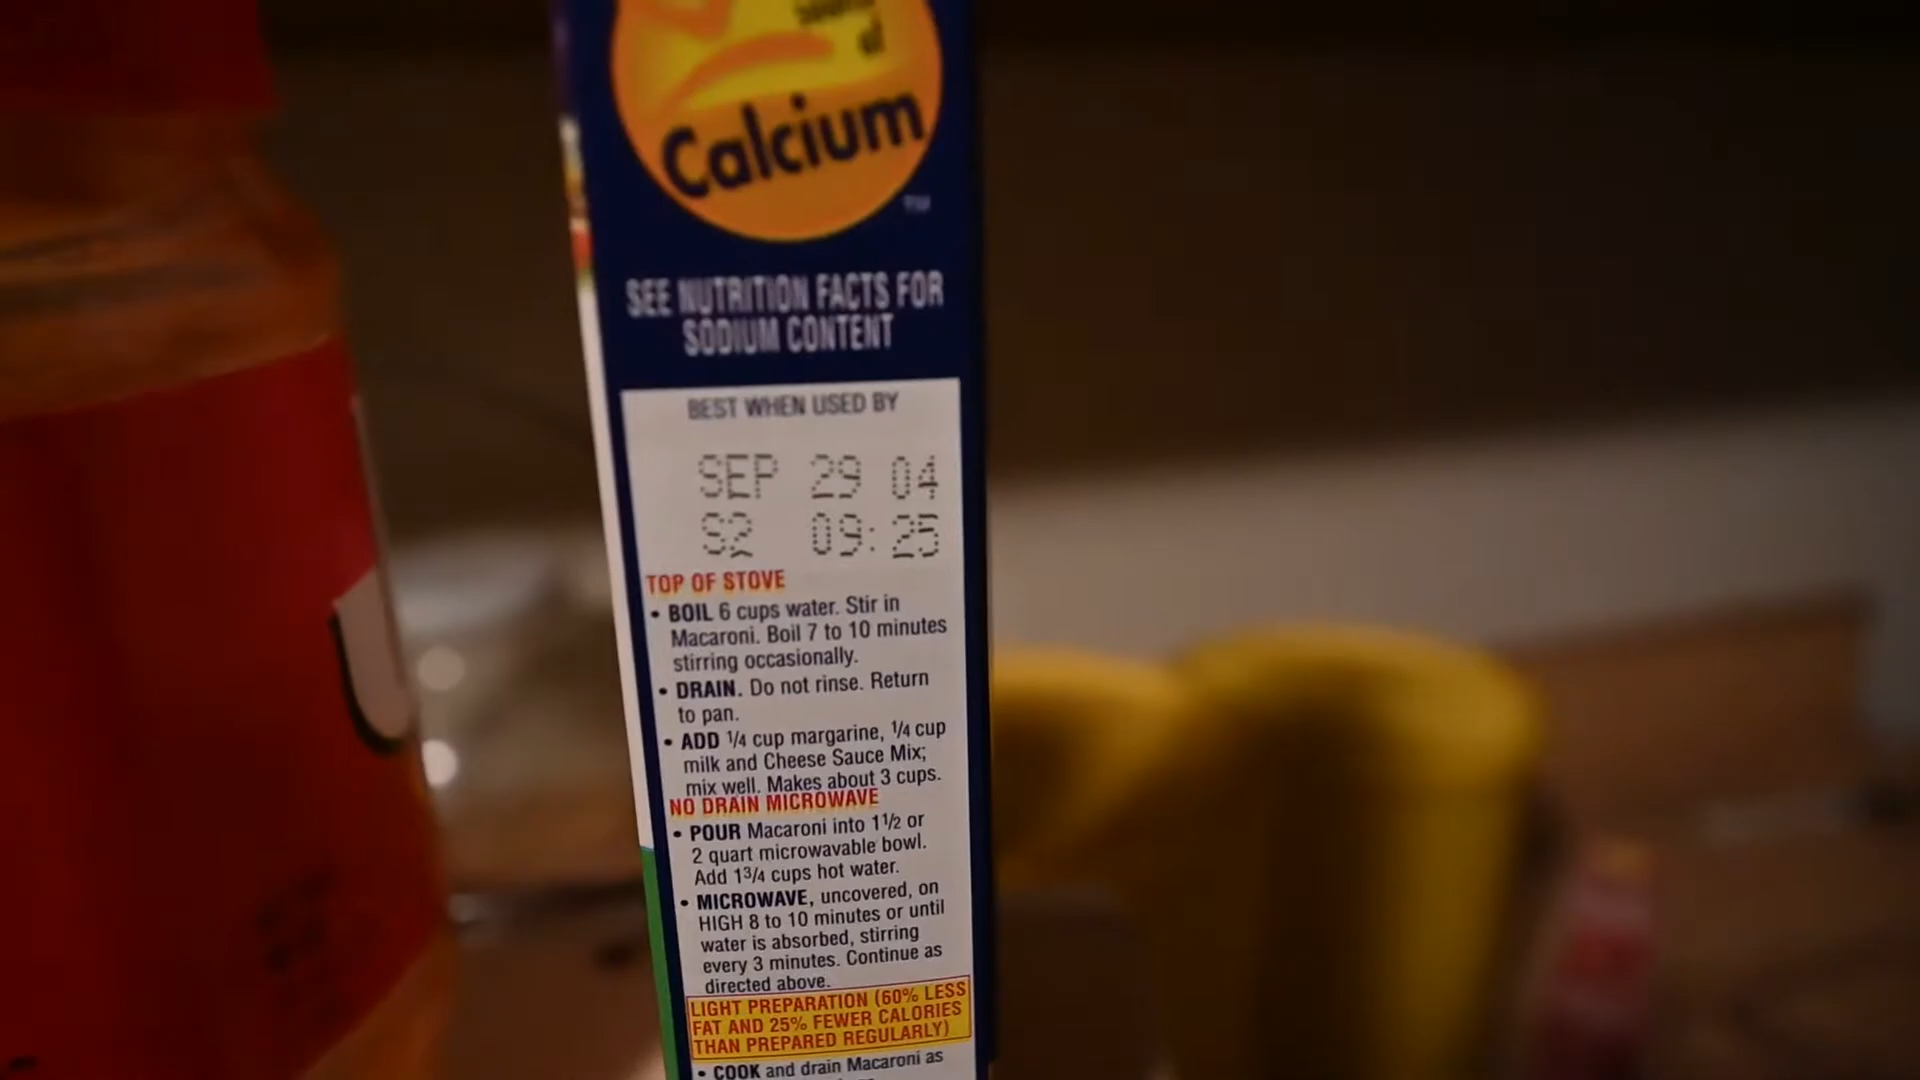 of
Calcium
TM
SEE NUTRITION FACTS FOR
SODIUM CONTENT
BEST WHEN USED BY
SEP 29 04
S2 09:25
TOP OF STOVE
• BOIL 6 cups water. Stir in
Macaroni. Boil 7 to 10 minutes
stirring occasionally.
• DRAIN. Do not rinse. Return
to pan.
• ADD 1/4 cup margarine, 1/4 cup
milk and Cheese Sauce Mix;
mix well. Makes about 3 cups.
NO DRAIN MICROWAVE
• POUR Macaroni into 1 1/2 or
2 quart microwavable bowl.
Add 1 3/4 cups hot water.
• MICROWAVE, uncovered, on
HIGH 8 to 10 minutes or until
water is absorbed, stirring
every 3 minutes. Continue as
directed above.
LIGHT PREPARATION (60% LESS
FAT AND 25% FEWER CALORIES
THAN PREPARED REGULARLY)
• COOK and drain Macaroni as